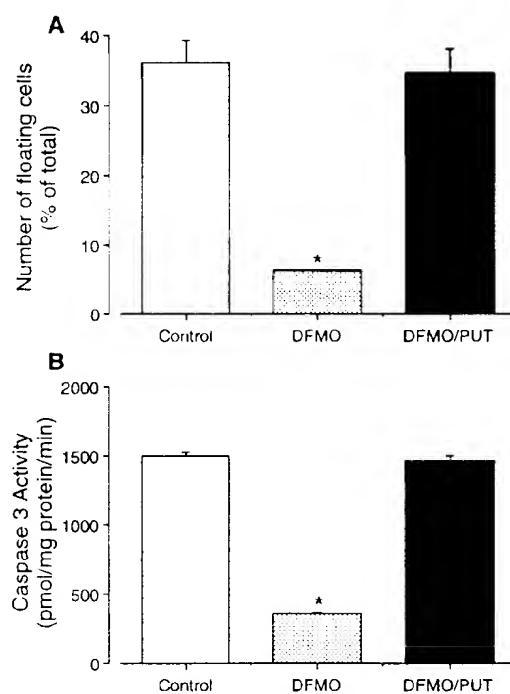 A
40
30
20
10
0
Number of floating cells
(% of total)
*
Control DFMO DFMO/PUT
B
2000
1500
1000
500
0
Caspase 3 Activity
(pmol/mg protein/min)
*
Control DFMO DFMO/PUT